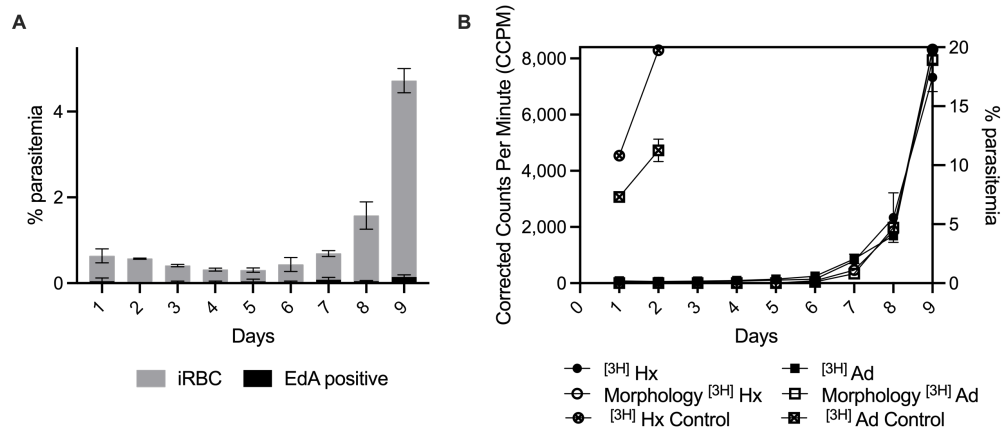 A
% parasitemia
4
2
0
1 2 3 4 5 6 7 8 9
Days
iRBC EdA positive
B
Corrected Counts Per Minute (CCPM)
8,000
6,000
4,000
2,000
0
20
15
10
5
0
% parasitemia
0 1 2 3 4 5 6 7 8 9
Days
[3H] Hx [3H] Ad
Morphology [3H] Hx Morphology [3H] Ad
[3H] Hx Control [3H] Ad Control